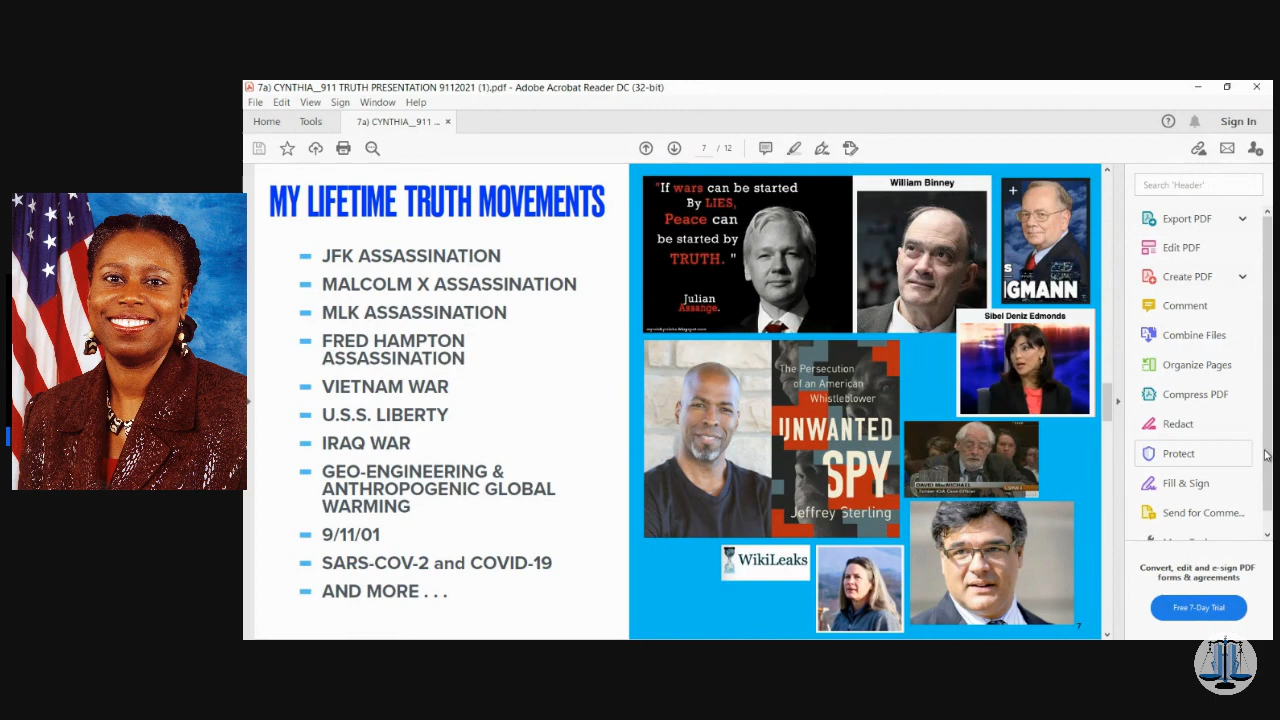 7a) CYNTHIA__911 TRUTH PRESENTATION 9112021 (1).pdf - Adobe Acrobat Reader DC (32-bit)
File Edit View Sign Window Help
Home Tools 7a) CYNTHIA__911 ... × Sign In
7 / 12
MY LIFETIME TRUTH MOVEMENTS
JFK ASSASSINATION
MALCOLM X ASSASSINATION
MLK ASSASSINATION
FRED HAMPTON
ASSASSINATION
VIETNAM WAR
U.S.S. LIBERTY
IRAQ WAR
GEO-ENGINEERING &
ANTHROPOGENIC GLOBAL
WARMING
9/11/01
SARS-COV-2 and COVID-19
AND MORE . . .
"If wars can be started
By LIES,
Peace can
be started by
TRUTH. "
Julian
Assange.
William Binney
S
IGMANN
Sibel Deniz Edmonds
The Persecution
of an American
Whistleblower
UNWANTED
SPY
Jeffrey Sterling
DAVID MacMICHAEL
WikiLeaks
7
Search 'Header'
Export PDF
Edit PDF
Create PDF
Comment
Combine Files
Organize Pages
Compress PDF
Redact
Protect
Fill & Sign
Send for Comme...
Convert, edit and e-sign PDF
forms & agreements
Free 7-Day Trial